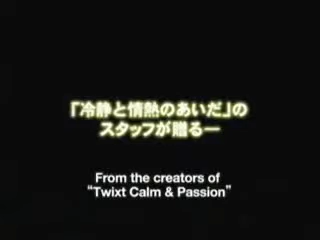 「冷静と情熱のあいだ」の
スタッフが贈るー
From the creators of
“Twixt Calm & Passion”